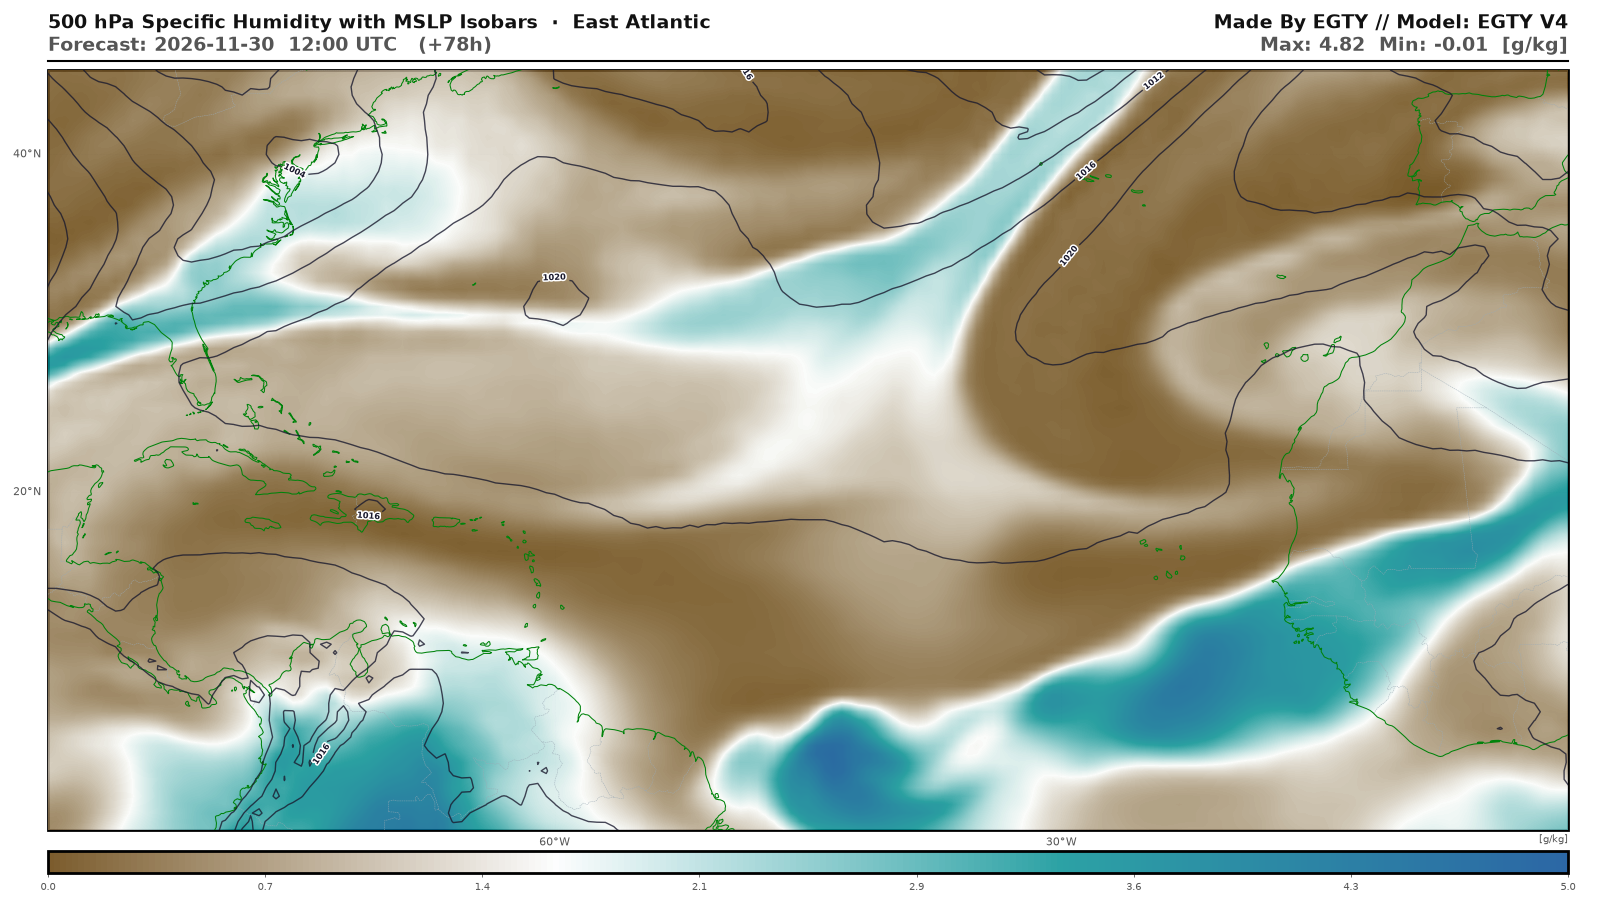 500 hPa Specific Humidity with MSLP Isobars · East Atlantic
Made By EGTY // Model: EGTY V4
Forecast: 2026-11-30 12:00 UTC (+78h)
Max: 4.82 Min: -0.01 [g/kg]
16
1012
40°N
1004
1016
1020
1020
20°N
1016
1016
60°W
30°W
[g/kg]
0.0
0.7
1.4
2.1
2.9
3.6
4.3
5.0